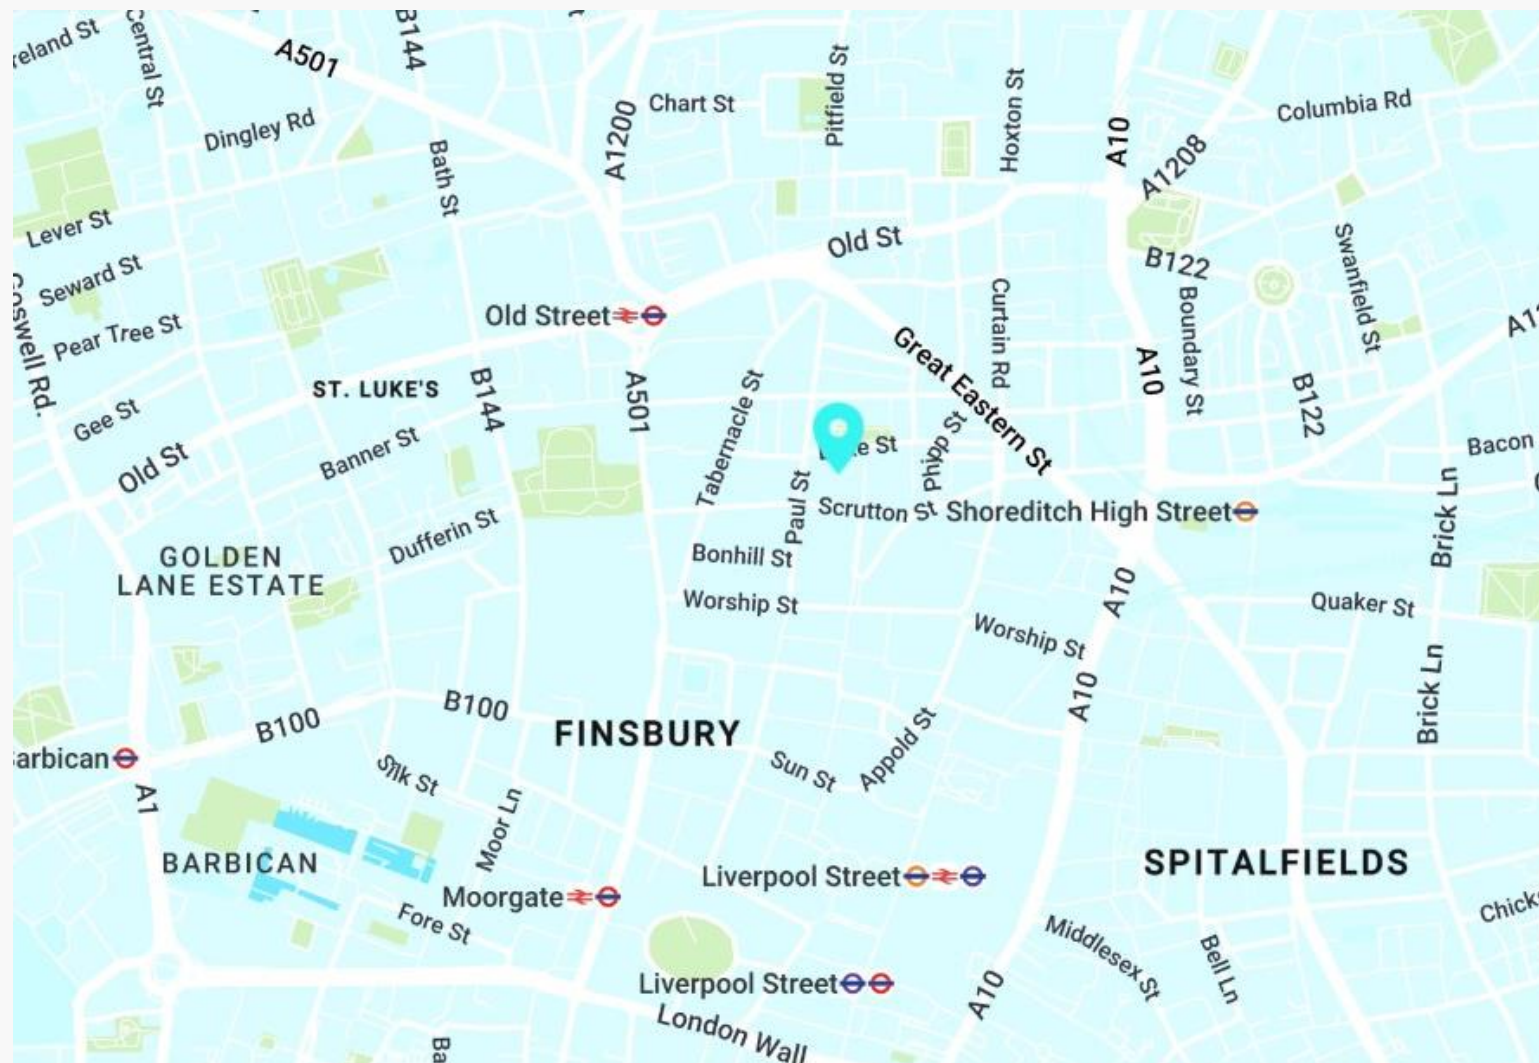 reland St
Central St
A501
B144
Chart St
A1200
Pitfield St
Hoxton St
A10
Columbia Rd
A1208
Dingley Rd
Bath St
Lever St
Seward St
Old St
B122
Swanfield St
Goswell Rd.
Pear Tree St
Old Street
Curtain Rd
Boundary St
A1
Great Eastern St
A10
ST. LUKE'S
B144
A501
Tabernacle St
B122
Gee St
Banner St
Old St
Phipp St
Bacon
Brick Ln
Paul St
Scrutton St
Shoreditch High Street
Dufferin St
GOLDEN
LANE ESTATE
Bonhill St
Worship St
A10
Quaker St
Worship St
A10
Brick Ln
B100
B100
FINSBURY
Appold St
Sun St
arbican
Silk St
A1
Moor Ln
BARBICAN
Liverpool Street
SPITALFIELDS
Moorgate
Fore St
Middlesex St
Bell Ln
Chick
Liverpool Street
A10
London Wall
Ba